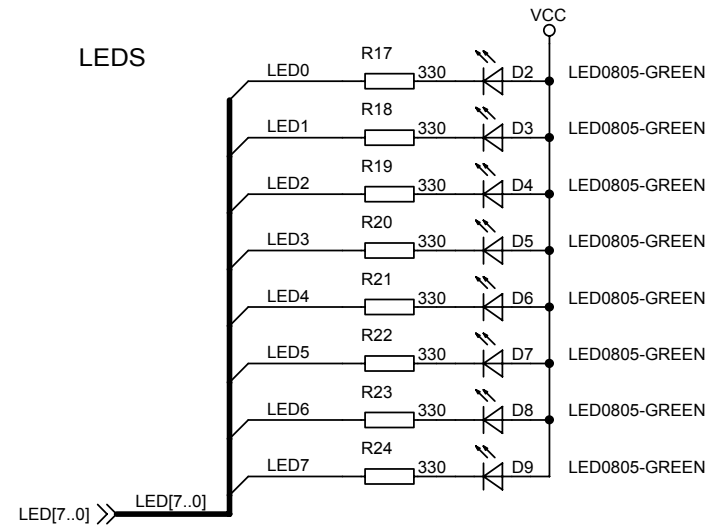 VCC
LEDS
LED0 R17 330 D2 LED0805-GREEN
LED1 R18 330 D3 LED0805-GREEN
LED2 R19 330 D4 LED0805-GREEN
LED3 R20 330 D5 LED0805-GREEN
LED4 R21 330 D6 LED0805-GREEN
LED5 R22 330 D7 LED0805-GREEN
LED6 R23 330 D8 LED0805-GREEN
LED7 R24 330 D9 LED0805-GREEN
LED[7..0] LED[7..0]